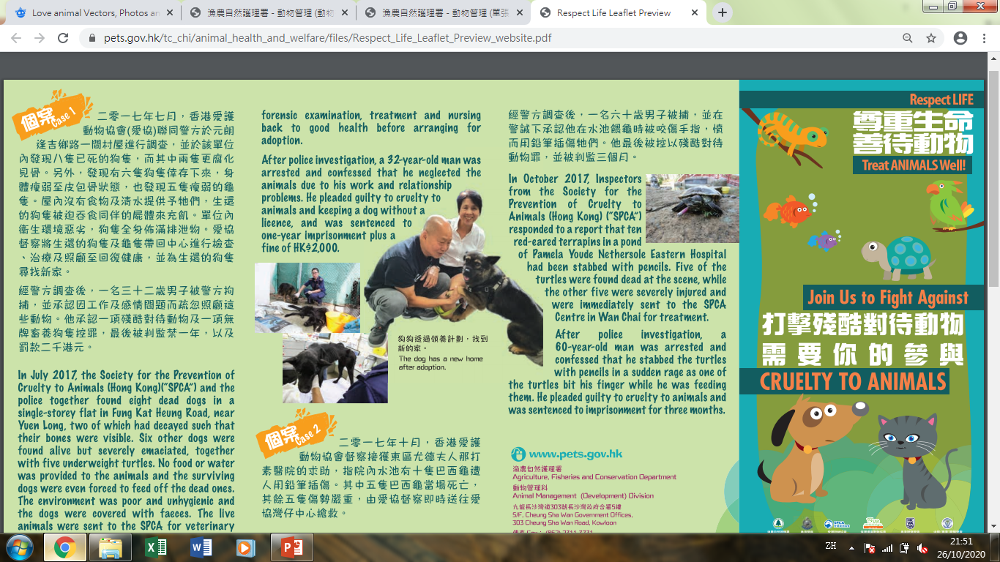 Love animal Vectors, Photos an
漁農自然護理署 - 動物管理 (動物
漁農自然護理署 - 動物管理 (單張
Respect Life Leaflet Preview
pets.gov.hk/tc_chi/animal_health_and_welfare/files/Respect_Life_Leaflet_Preview_website.pdf
個案 Case 1
二零一七年七月，香港愛護
動物協會(愛協)聯同警方於元朗
逢吉鄉路一間村屋進行調查，並於該單位
內發現八隻已死的狗隻，而其中兩隻更腐化
見骨。另外，發現有六隻狗隻倖存下來，身
體瘦弱至皮包骨狀態，也發現五隻瘦弱的龜
隻。屋內沒有食物及清水提供予牠們，生還
的狗隻被迫吞食同伴的屍體來充飢。單位內
衞生環境惡劣，狗隻全身佈滿排泄物。愛協
督察將生還的狗隻及龜隻帶回中心進行檢查
、治療及照顧至回復健康，並為生還的狗隻
尋找新家。
經警方調查後，一名三十二歲男子被警方拘
捕，並承認因工作及感情問題而疏忽照顧這
些動物。他承認一項殘酷對待動物及一項無
牌畜養狗隻控罪，最後被判監禁一年，以及
罰款二千港元。
In July 2017, the Society for the Prevention of
Cruelty to Animals (Hong Kong)("SPCA") and the
police together found eight dead dogs in a
single-storey flat in Fung Kat Heung Road, near
Yuen Long, two of which had decayed such that
their bones were visible. Six other dogs were
found alive but severely emaciated, together
with five underweight turtles. No food or water
was provided to the animals and the surviving
dogs were even forced to feed off the dead ones.
The environment was poor and unhygienic and
the dogs were covered with faeces. The live
animals were sent to the SPCA for veterinary
forensic examination, treatment and nursing
back to good health before arranging for
adoption.
After police investigation, a 32-year-old man was
arrested and confessed that he neglected the
animals due to his work and relationship
problems. He pleaded guilty to cruelty to
animals and keeping a dog without a
licence, and was sentenced to
one-year imprisonment plus a
fine of HK$2,000.
狗狗透過領養計劃，找到
新的家。
The dog has a new home
after adoption.
個案 Case 2
二零一七年十月，香港愛護
動物協會督察接獲東區尤德夫人那打
素醫院的求助，指院內水池有十隻巴西龜遭
人用鉛筆插傷。其中五隻巴西龜當場死亡，
其餘五隻傷勢嚴重，由愛協督察即時送往愛
協灣仔中心搶救。
經警方調查後，一名六十歲男子被捕，並在
警誡下承認他在水池餵龜時被咬傷手指，憤
而用鉛筆插傷牠們。他最後被控以殘酷對待
動物罪，並被判監三個月。
In October 2017, Inspectors
from the Society for the
Prevention of Cruelty to
Animals (Hong Kong) ("SPCA")
responded to a report that ten
red-eared terrapins in a pond
of Pamela Youde Nethersole Eastern Hospital
had been stabbed with pencils. Five of the
turtles were found dead at the scene, while
the other five were severely injured and
were immediately sent to the SPCA
Centre in Wan Chai for treatment.
After police investigation, a
60-year-old man was arrested and
confessed that he stabbed the turtles
with pencils in a sudden rage as one of
the turtles bit his finger while he was feeding
them. He pleaded guilty to cruelty to animals and
was sentenced to imprisonment for three months.
www.pets.gov.hk
漁農自然護理署
Agriculture, Fisheries and Conservation Department
動物管理科
Animal Management (Development) Division
九龍長沙灣道303號長沙灣政府合署5樓
5/F, Cheung Sha Wan Government Offices,
303 Cheung Sha Wan Road, Kowloon
Respect LIFE
尊重生命
善待動物
Treat ANIMALS Well!
Join Us to Fight Against
打擊殘酷對待動物
需要你的參與
CRUELTY TO ANIMALS
SPCA
ZH
21:51
26/10/2020